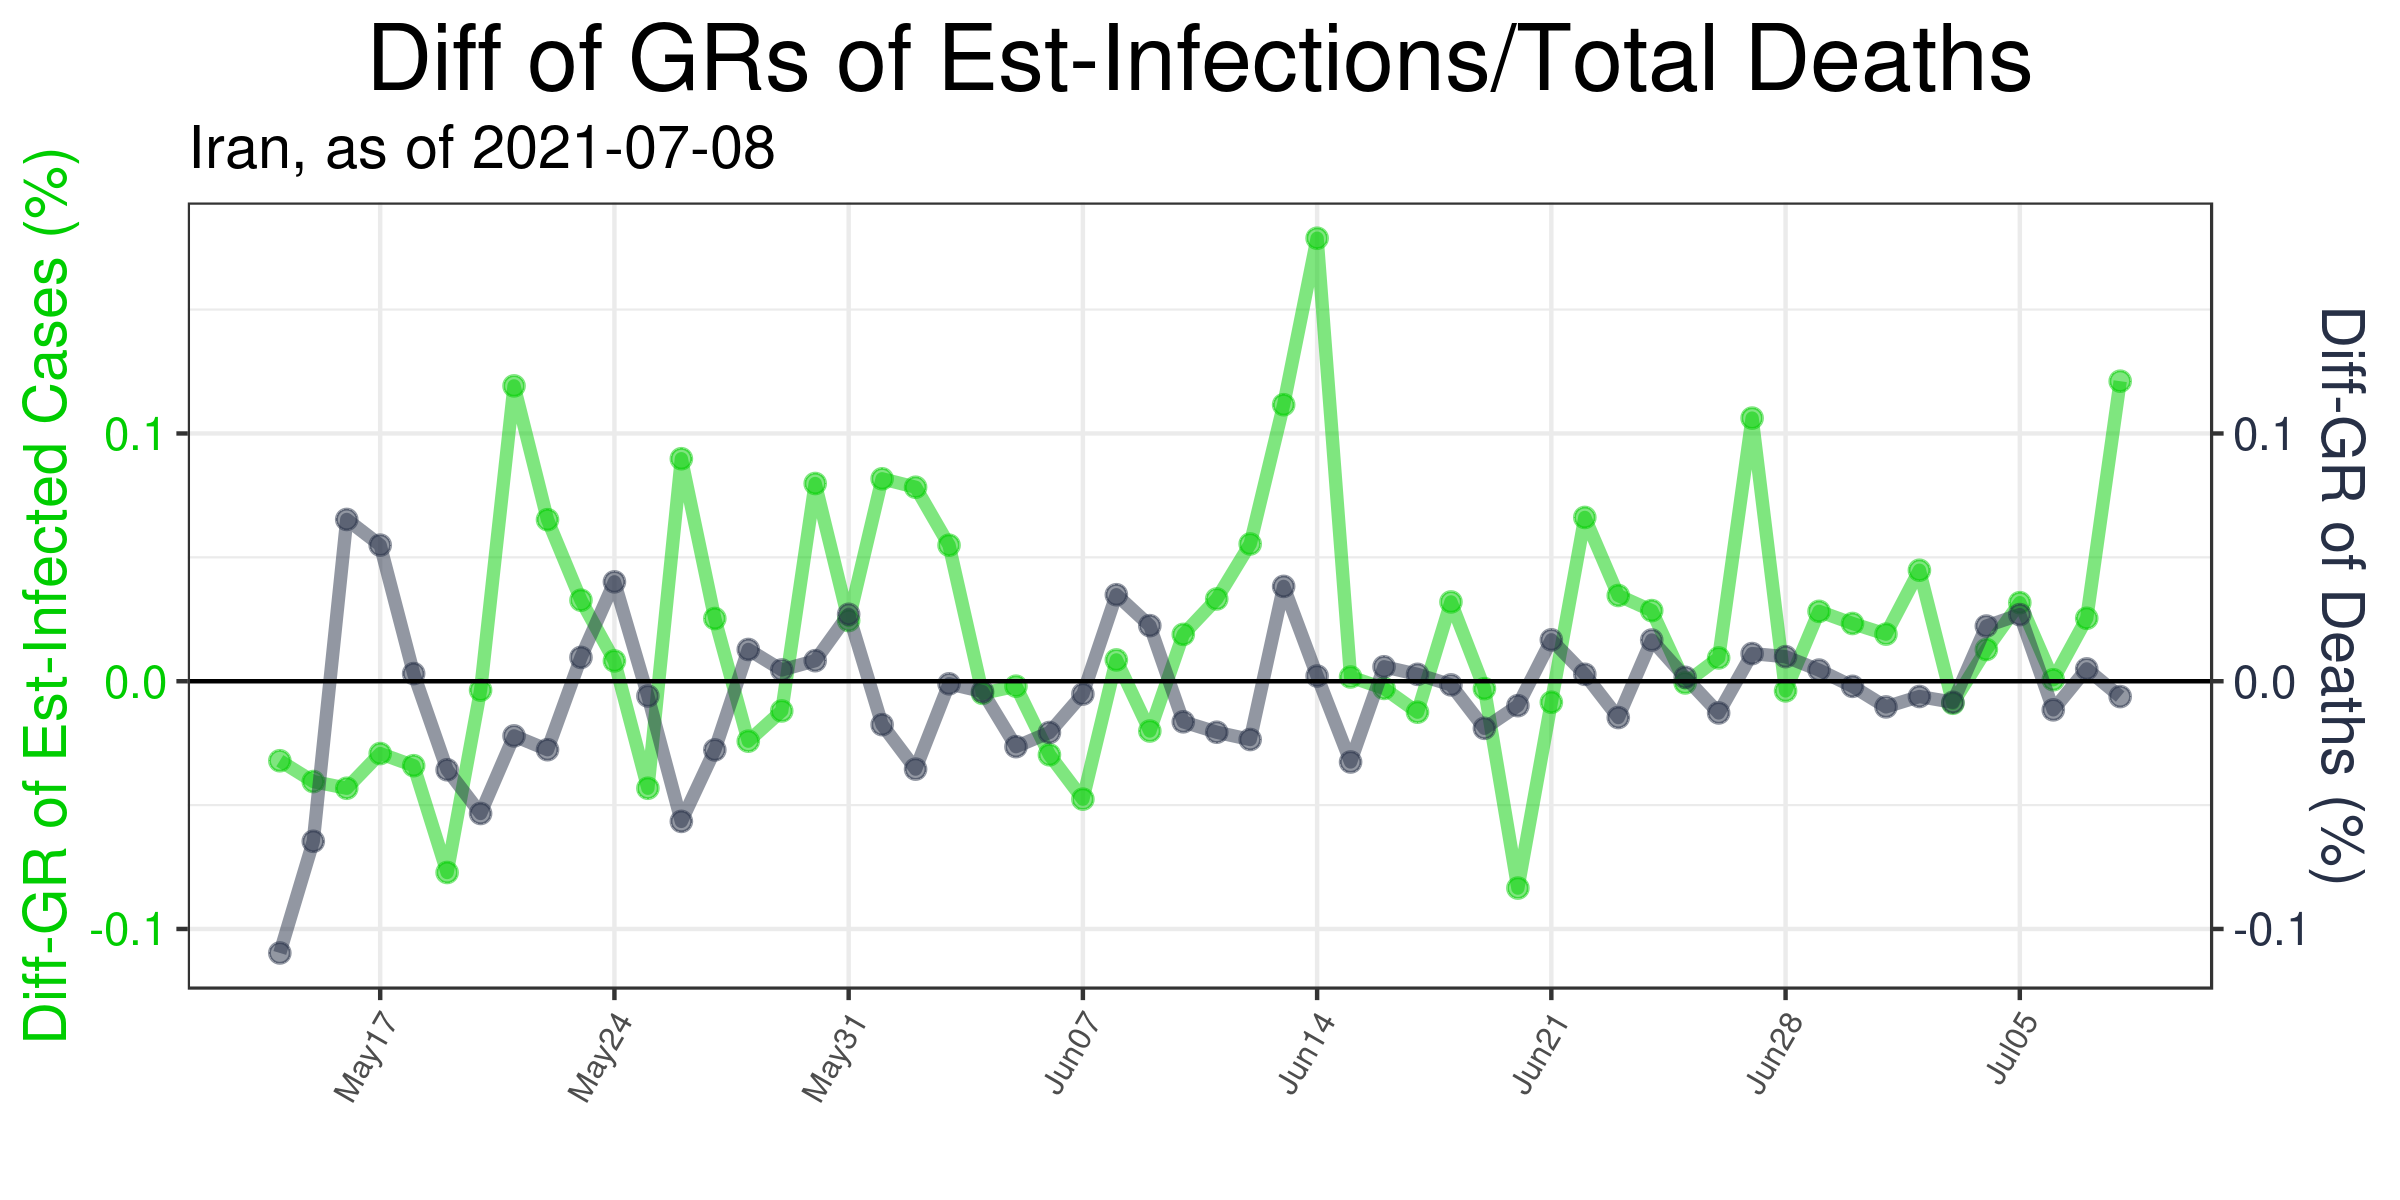 Diff of GRs of Est-Infections/Total Deaths
Iran, as of 2021-07-08
Diff-GR of Est-Infected Cases (%)
0.1
0.0
-0.1
0.1
0.0
-0.1
Diff-GR of Deaths (%)
May17
May24
May31
Jun07
Jun14
Jun21
Jun28
Jul05